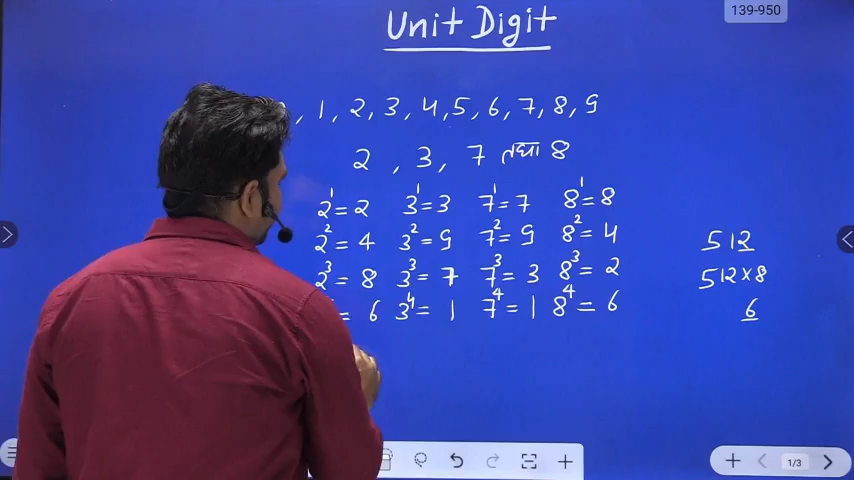 139-950
Unit Digit
, 1, 2, 3, 4, 5, 6, 7, 8, 9
2, 3, 7 तथा 8
2¹=2 3¹=3 7¹=7 8¹=8
2²=4 3²=9 7²=9 8²=4
2³=8 3³=7 7³=3 8³=2
=6 3⁴=1 7⁴=1 8⁴=6
512
512×8
6
1/3